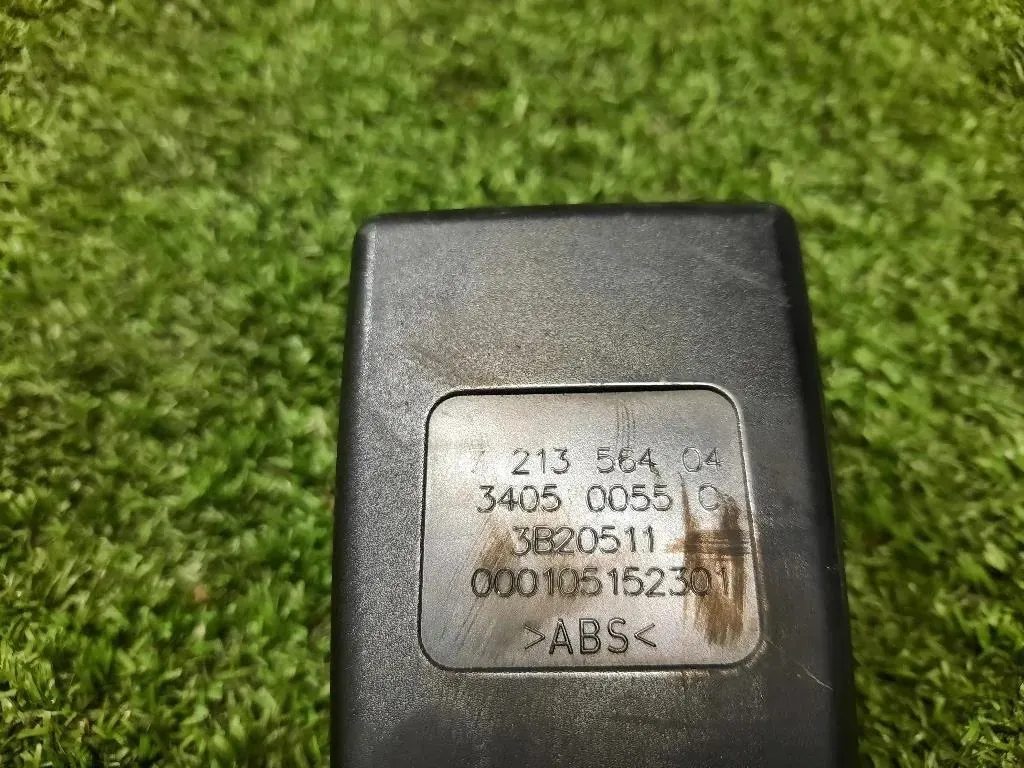 7 213 564 04
3405 0055 C
3B20511
000105152301
>ABS<